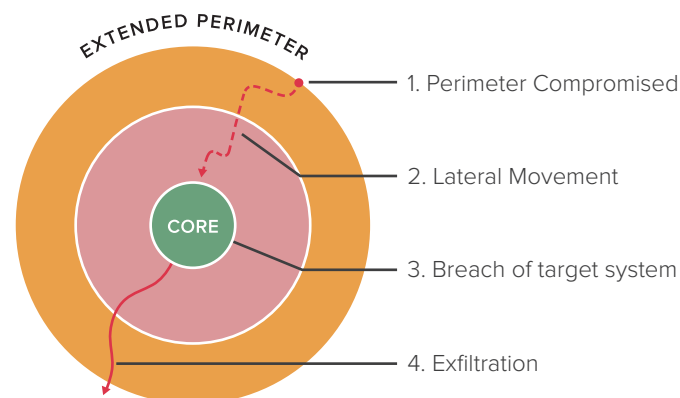 EXTENDED PERIMETER
1. Perimeter Compromised
2. Lateral Movement
CORE
3. Breach of target system
4. Exfiltration